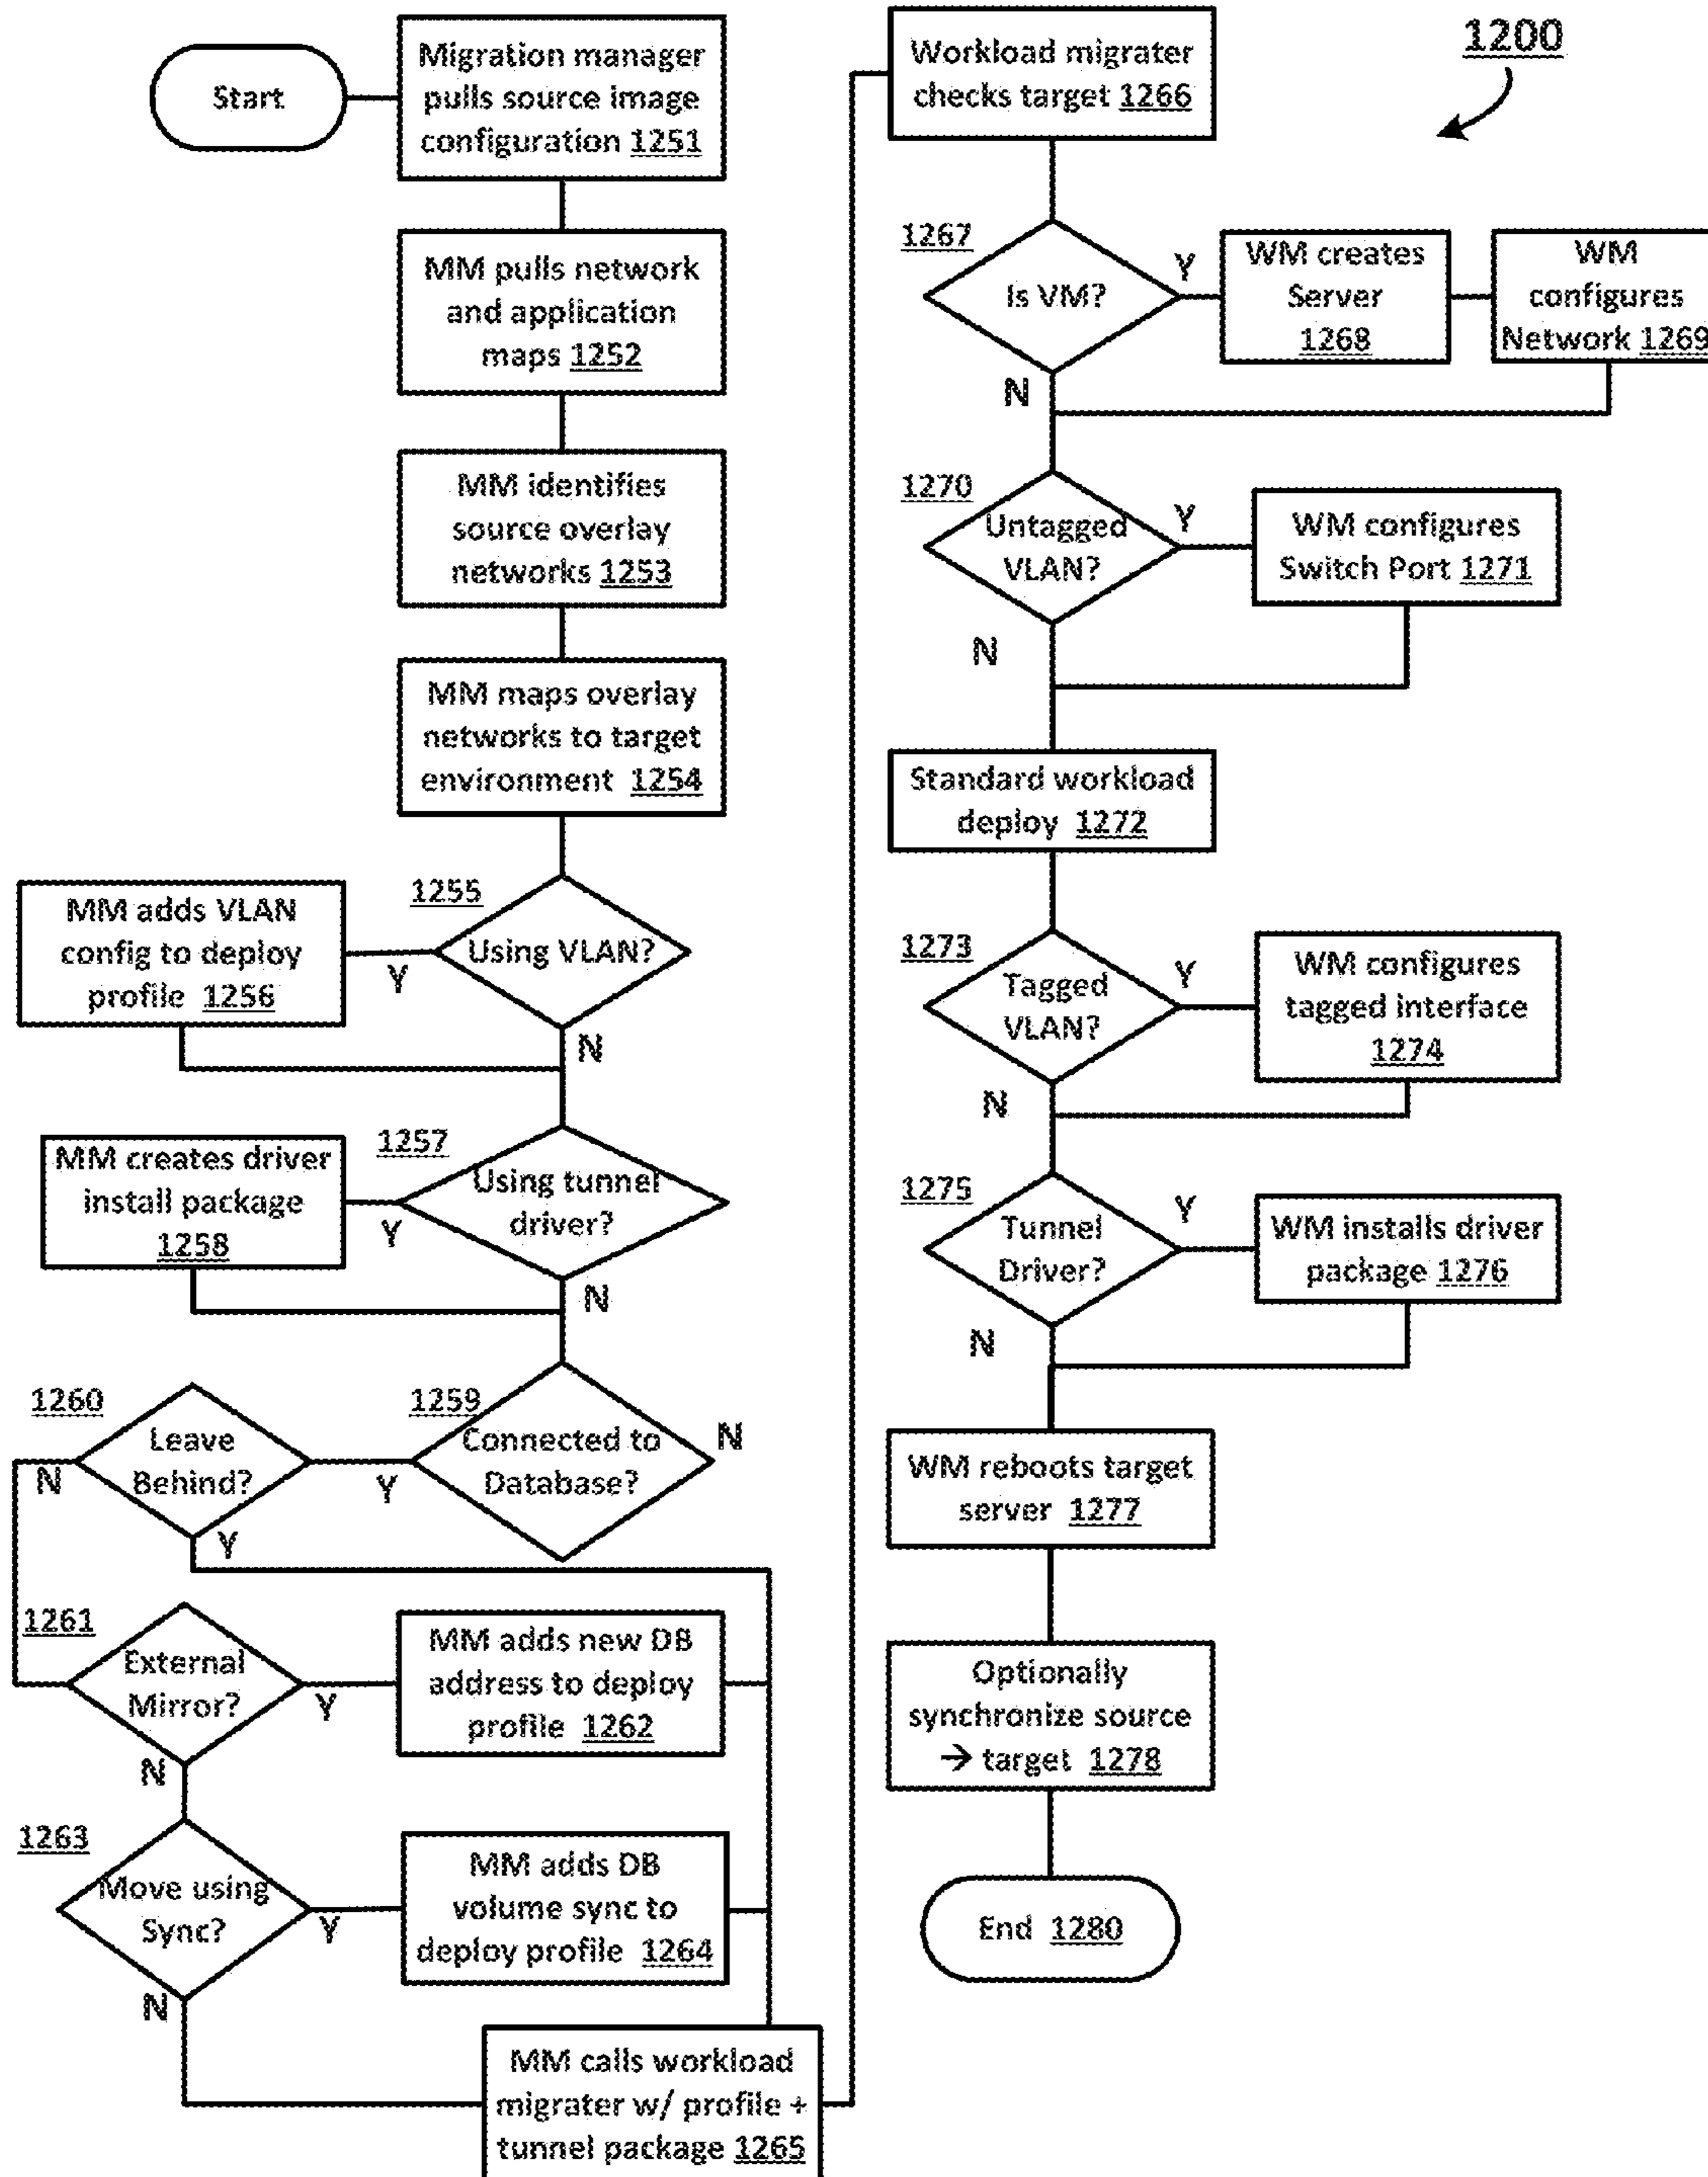 Start
Migration manager
pulls source image
configuration 1251
MM pulls network
and application
maps 1252
MM identifies
source overlay
networks 1253
MM maps overlay
networks to target
environment 1254
1255
Using VLAN?
Y
N
MM adds VLAN
config to deploy
profile 1256
1257
Using tunnel
driver?
Y
N
MM creates driver
install package
1258
1259
Connected to
Database?
N
Y
1260
Leave
Behind?
N
Y
1261
External
Mirror?
Y
N
MM adds new DB
address to deploy
profile 1262
1263
Move using
Sync?
Y
N
MM adds DB
volume sync to
deploy profile 1264
MM calls workload
migrater w/ profile +
tunnel package 1265
1200
Workload migrater
checks target 1266
1267
Is VM?
Y
N
WM creates
Server
1268
WM
configures
Network 1269
1270
Untagged
VLAN?
Y
N
WM configures
Switch Port 1271
Standard workload
deploy 1272
1273
Tagged
VLAN?
Y
N
WM configures
tagged interface
1274
1275
Tunnel
Driver?
Y
N
WM installs driver
package 1276
WM reboots target
server 1277
Optionally
synchronize source
→ target 1278
End 1280